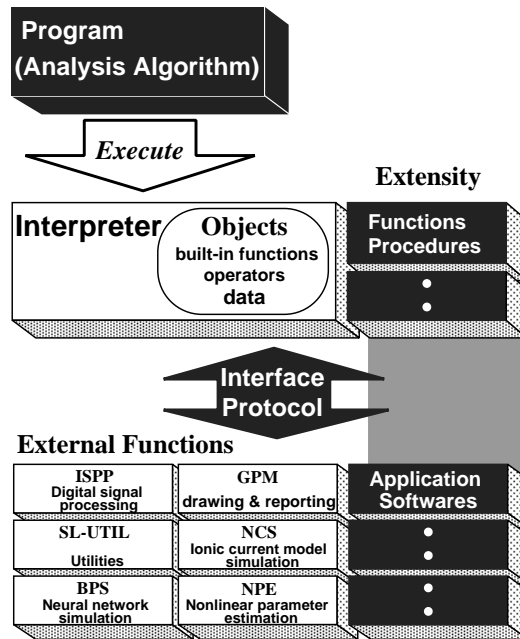 Program
(Analysis Algorithm)
Execute
Extensity
Interpreter
Objects
built-in functions
operators
data
Functions
Procedures
Interface
Protocol
External Functions
ISPP
Digital signal
processing
GPM
drawing & reporting
Application
Softwares
SL-UTIL
Utilities
NCS
Ionic current model
simulation
BPS
Neural network
simulation
NPE
Nonlinear parameter
estimation